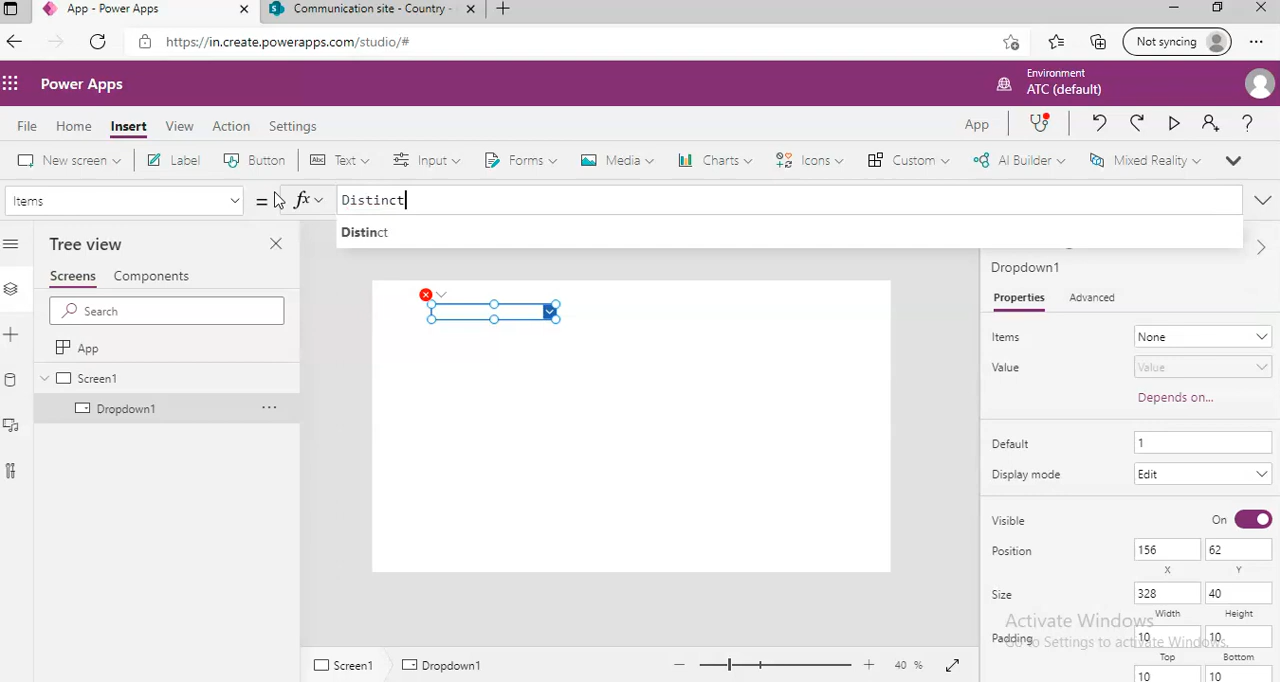 App - Power Apps
Communication site - Country -
https://in.create.powerapps.com/studio/#
Not syncing
Power Apps
Environment
ATC (default)
File Home Insert View Action Settings
App
New screen Label Button Text Input Forms Media Charts Icons Custom AI Builder Mixed Reality
Items = fx Distinct
Distinct
Tree view
Screens Components
Search
App
Screen1
Dropdown1
Dropdown1
Properties Advanced
Items None
Value Value
Depends on...
Default 1
Display mode Edit
Visible On
Position 156 62
X Y
Size 328 40
Width Height
Activate Windows
Go to Settings to activate Windows.
Padding 10 10
Top Bottom
10 10
Screen1 Dropdown1
40 %